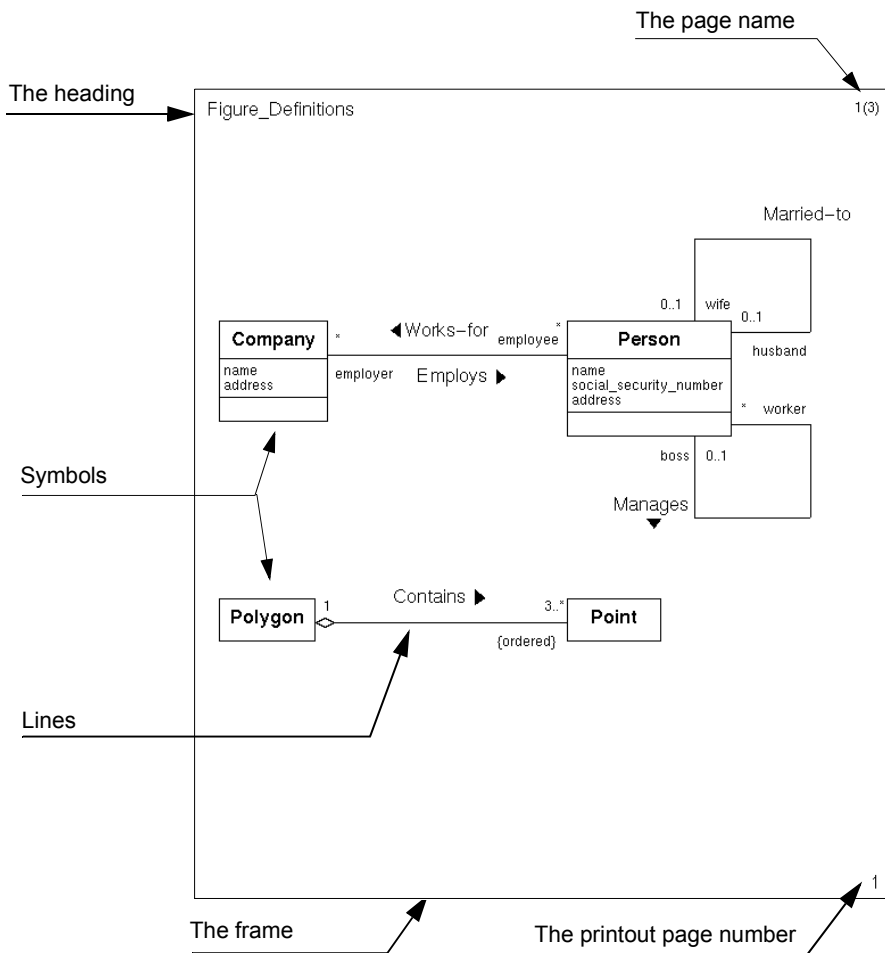 The page name
The heading
Figure_Definitions
1(3)
Married-to
0..1 wife
0..1
husband
Company
name
address
*
employer
◀Works-for
Employs ▶
*
employee
Person
name
social_security_number
address
* worker
boss 0..1
Manages
▼
Symbols
Polygon
1
Contains ▶
3..*
{ordered}
Point
Lines
1
The frame
The printout page number